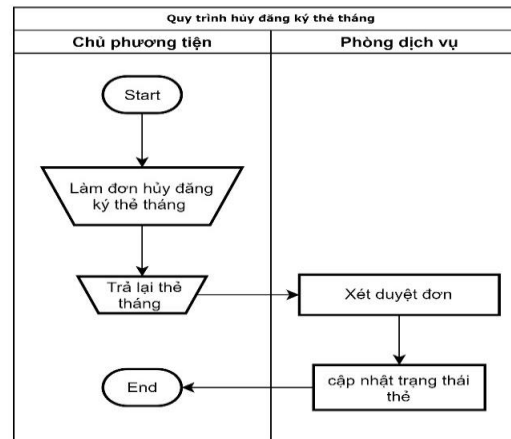 Quy trình hủy đăng ký thẻ tháng
Chủ phương tiện
Phòng dịch vụ
Start
Làm đơn hủy đăng
ký thẻ tháng
Trả lại thẻ
tháng
Xét duyệt đơn
cập nhật trạng thái
thẻ
End